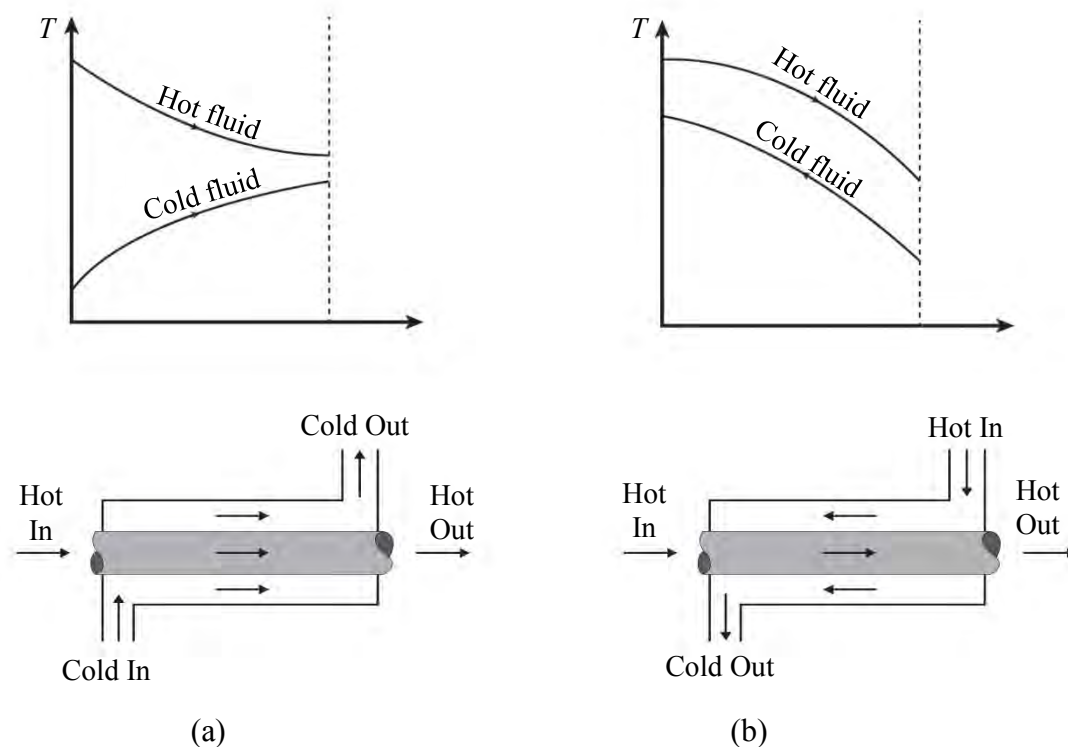 T
Hot fluid
Cold fluid
T
Hot fluid
Cold fluid
Cold Out
Hot
In
Hot
Out
Cold In
Hot In
Hot
In
Hot
Out
Cold Out
(a)
(b)